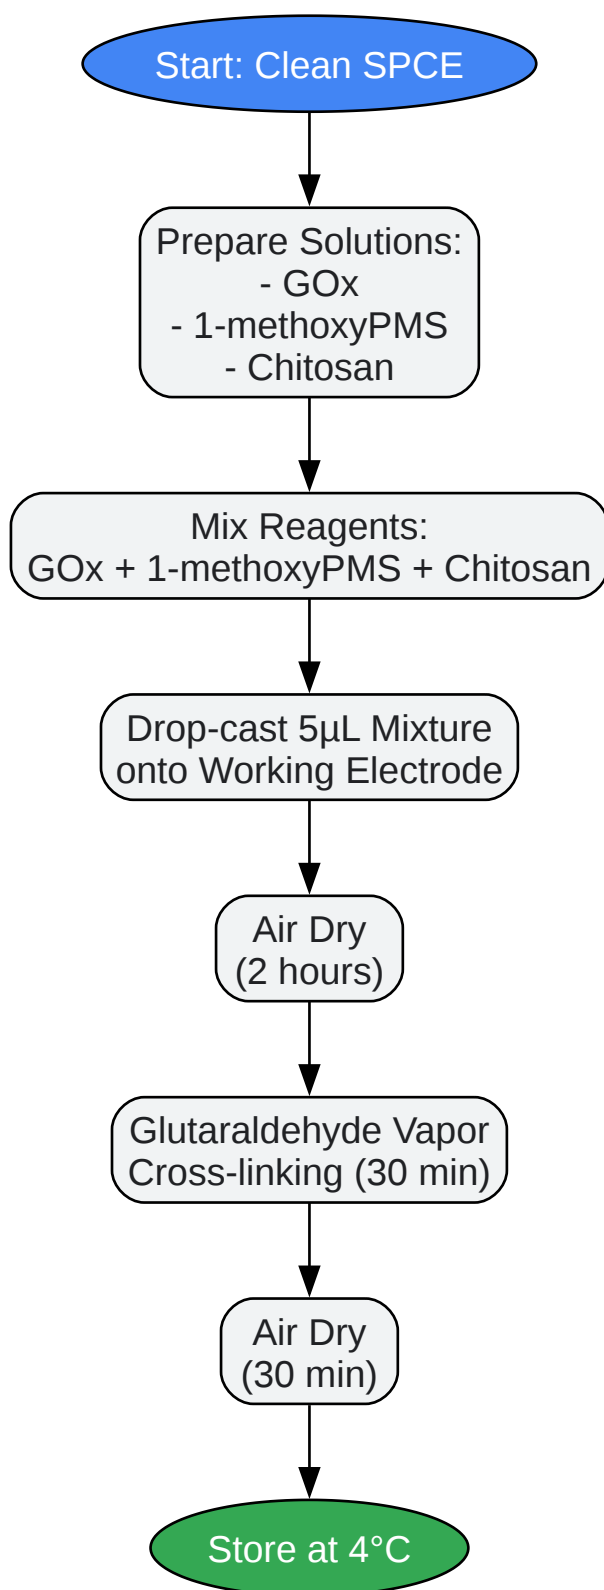 Start: Clean SPCE
Prepare Solutions:
- GOx
- 1-methoxyPMS
- Chitosan
Mix Reagents:
GOx + 1-methoxyPMS + Chitosan
Drop-cast 5µL Mixture
onto Working Electrode
Air Dry
(2 hours)
Glutaraldehyde Vapor
Cross-linking (30 min)
Air Dry
(30 min)
Store at 4°C